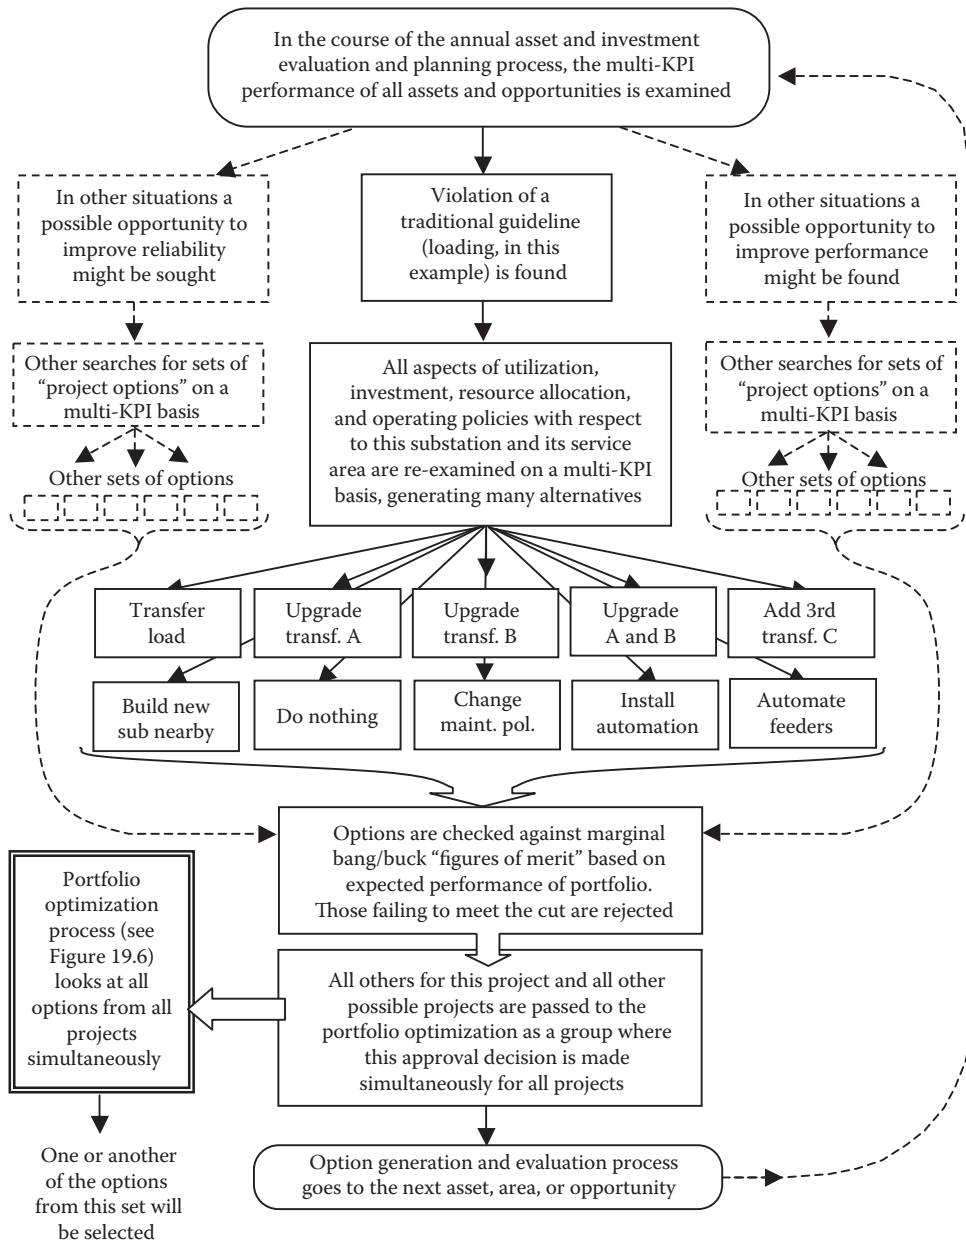 In the course of the annual asset and investment
evaluation and planning process, the multi-KPI
performance of all assets and opportunities is examined
In other situations a
possible opportunity to
improve reliability
might be sought
Violation of a
traditional guideline
(loading, in this
example) is found
In other situations a
possible opportunity to
improve performance
might be found
Other searches for sets of
“project options” on a
multi-KPI basis
All aspects of utilization,
investment, resource allocation,
and operating policies with respect
to this substation and its service
area are re-examined on a multi-KPI
basis, generating many alternatives
Other searches for sets of
“project options” on a
multi-KPI basis
Other sets of options
Other sets of options
Transfer
load
Upgrade
transf. A
Upgrade
transf. B
Upgrade
A and B
Add 3rd
transf. C
Build new
sub nearby
Do nothing
Change
maint. pol.
Install
automation
Automate
feeders
Options are checked against marginal
bang/buck “figures of merit” based on
expected performance of portfolio.
Those failing to meet the cut are rejected
Portfolio
optimization
process (see
Figure 19.6)
looks at all
options from all
projects
simultaneously
All others for this project and all other
possible projects are passed to the
portfolio optimization as a group where
this approval decision is made
simultaneously for all projects
One or another
of the options
from this set will
be selected
Option generation and evaluation process
goes to the next asset, area, or opportunity